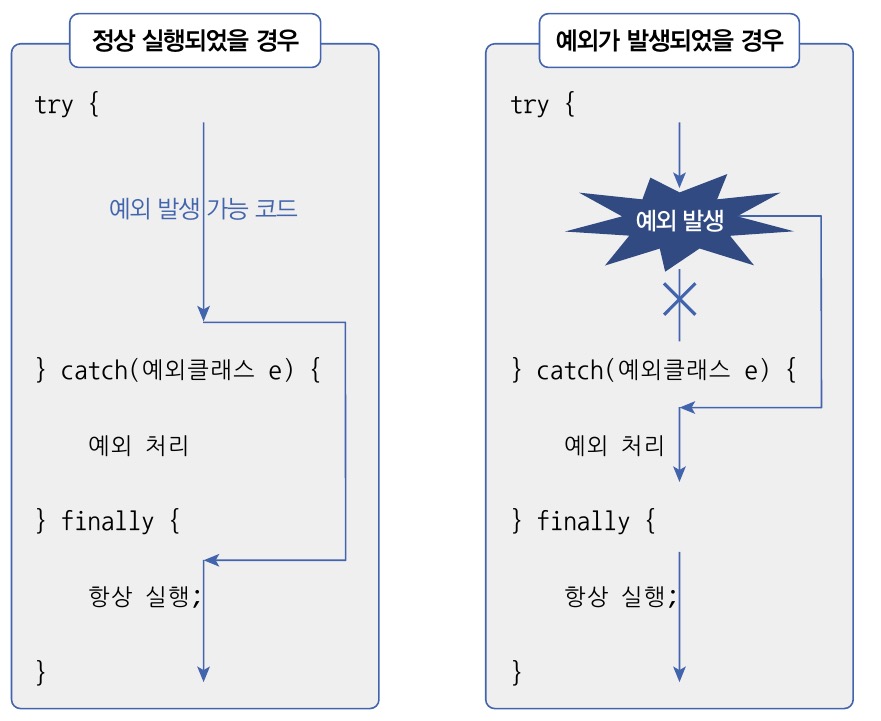 정상 실행되었을 경우
try {
예외 발생 가능 코드
} catch(예외클래스 e) {
예외 처리
} finally {
항상 실행;
}
예외가 발생되었을 경우
try {
예외 발생
} catch(예외클래스 e) {
예외 처리
} finally {
항상 실행;
}